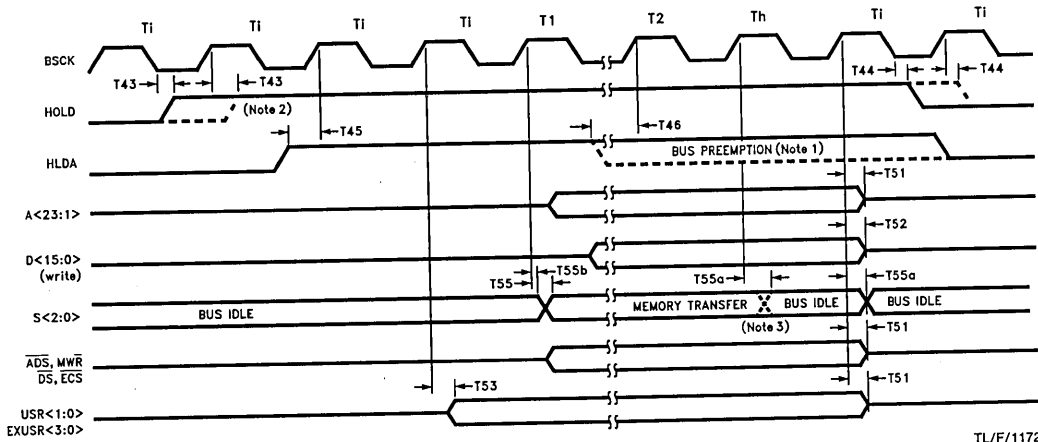 Ti Ti Ti Ti T1 T2 Th Ti Ti
BSCK
T43 T43 T44 T44
HOLD
(Note 2)
T45 T46
HLDA
BUS PREEMPTION (Note 1)
T51
A<23:1>
T52
D<15:0>
(write)
T55 T55b T55a T55a
S<2:0>
BUS IDLE MEMORY TRANSFER BUS IDLE BUS IDLE
(Note 3)
T51
ADS, MWR
DS, ECS
T53 T51
USR<1:0>
EXUSR<3:0>
TL/F/1172